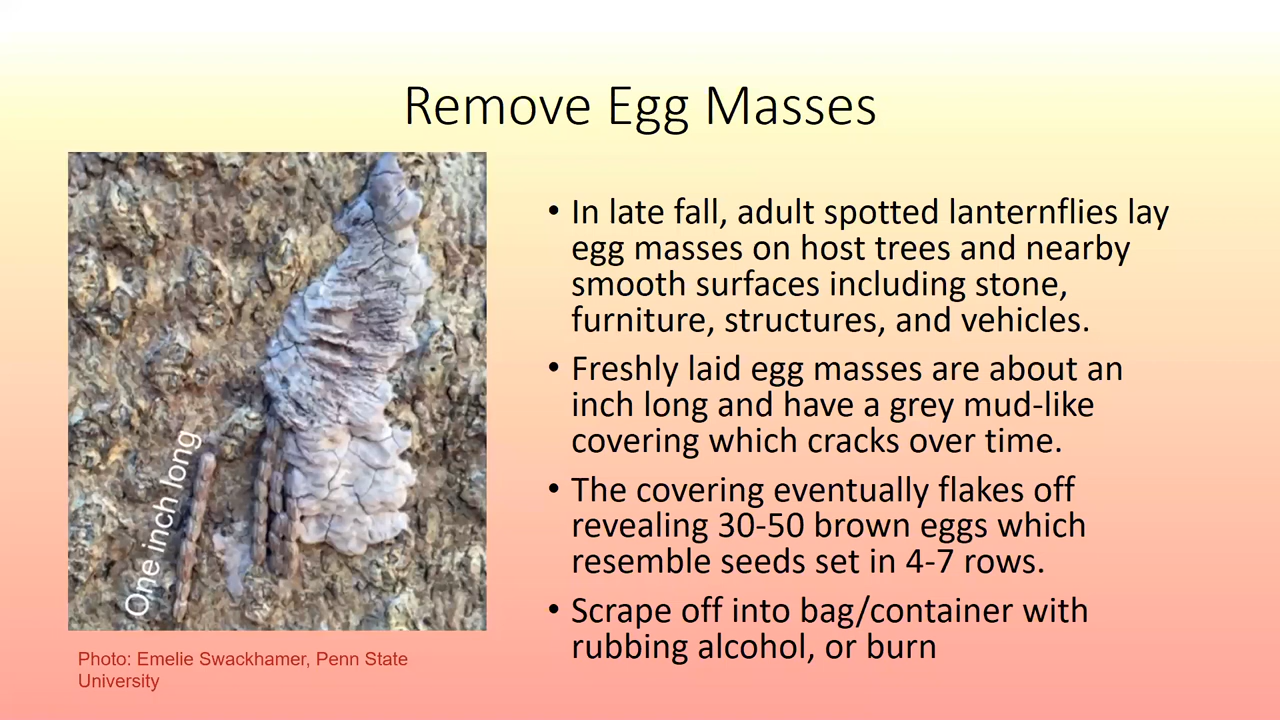 Remove Egg Masses
One inch long
• In late fall, adult spotted lanternflies lay
egg masses on host trees and nearby
smooth surfaces including stone,
furniture, structures, and vehicles.
• Freshly laid egg masses are about an
inch long and have a grey mud-like
covering which cracks over time.
• The covering eventually flakes off
revealing 30-50 brown eggs which
resemble seeds set in 4-7 rows.
• Scrape off into bag/container with
rubbing alcohol, or burn
Photo: Emelie Swackhamer, Penn State
University